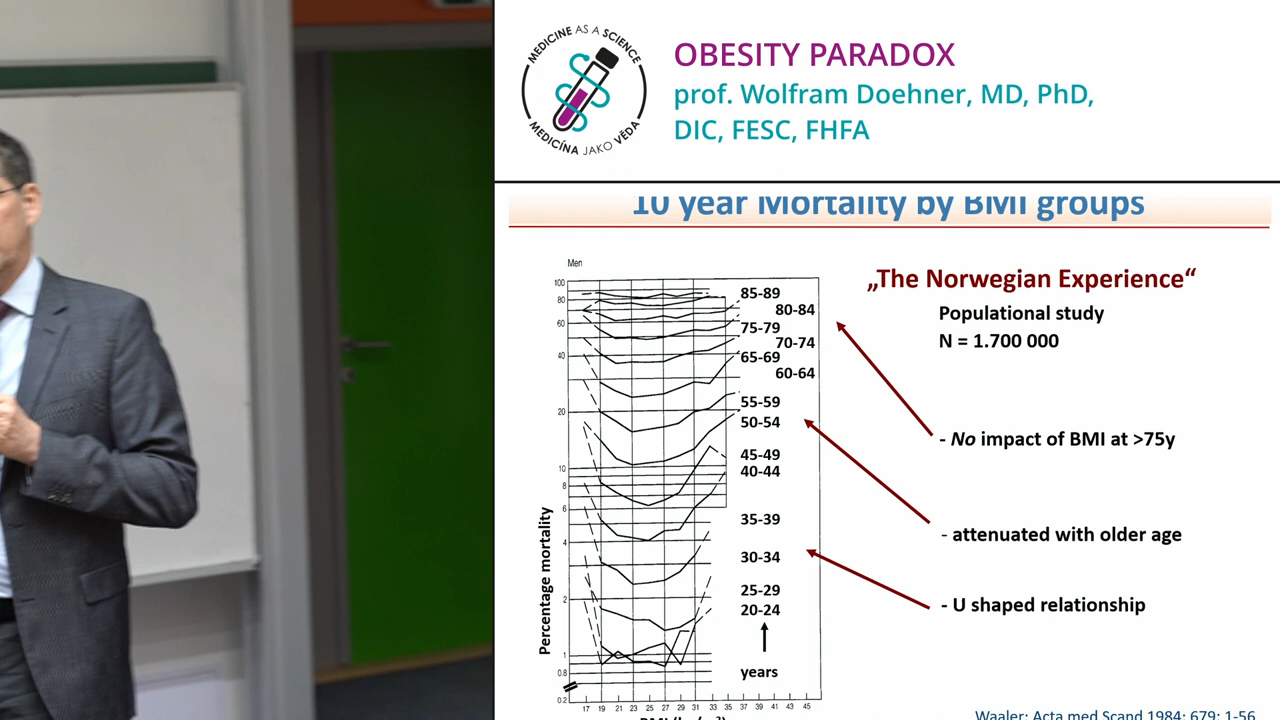 MEDICINE AS A SCIENCE
MEDICÍNA JAKO VĚDA
OBESITY PARADOX
prof. Wolfram Doehner, MD, PhD,
DIC, FESC, FHFA
10 year Mortality by BMI groups
Men
100
80
60
40
20
10
8
6
4
2
1
0.8
0.2
Percentage mortality
85-89
80-84
75-79
70-74
65-69
60-64
55-59
50-54
45-49
40-44
35-39
30-34
25-29
20-24
years
17 19 21 23 25 27 29 31 33 35 37 39 41 43 45
BMI (kg/m²)
„The Norwegian Experience“
Populational study
N = 1.700 000
- No impact of BMI at >75y
- attenuated with older age
- U shaped relationship
Waaler: Acta med Scand 1984; 679: 1-56